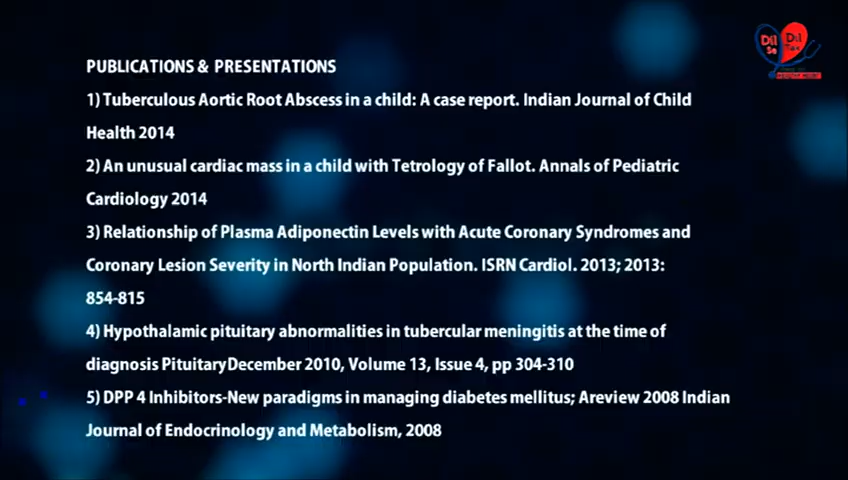 PUBLICATIONS & PRESENTATIONS
1) Tuberculous Aortic Root Abscess in a child: A case report. Indian Journal of Child
Health 2014
2) An unusual cardiac mass in a child with Tetrology of Fallot. Annals of Pediatric
Cardiology 2014
3) Relationship of Plasma Adiponectin Levels with Acute Coronary Syndromes and
Coronary Lesion Severity in North Indian Population. ISRN Cardiol. 2013; 2013:
854-815
4) Hypothalamic pituitary abnormalities in tubercular meningitis at the time of
diagnosis PituitaryDecember 2010, Volume 13, Issue 4, pp 304-310
5) DPP 4 Inhibitors-New paradigms in managing diabetes mellitus; Areview 2008 Indian
Journal of Endocrinology and Metabolism, 2008
Dil Dil
Se Tak